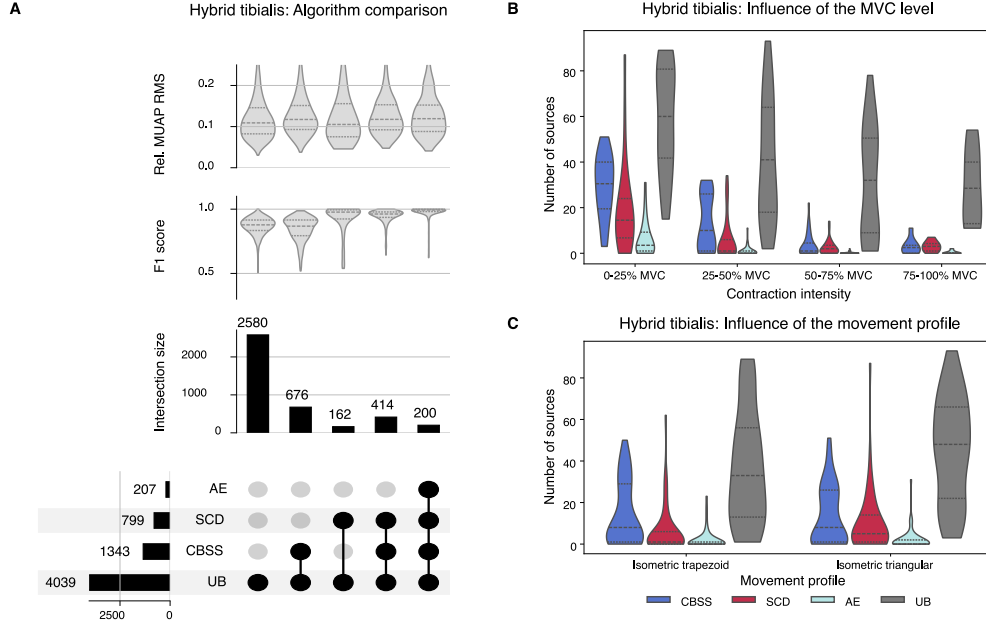 A
Hybrid tibialis: Algorithm comparison
Rel. MUAP RMS
0.2
0.1
0.0
F1 score
1.0
0.5
Intersection size
2000
1000
0
2580
676
162
414
200
AE
SCD
CBSS
UB
207
799
1343
4039
2500
0
B
Hybrid tibialis: Influence of the MVC level
Number of sources
80
60
40
20
0
0-25% MVC
25-50% MVC
50-75% MVC
75-100% MVC
Contraction intensity
C
Hybrid tibialis: Influence of the movement profile
Number of sources
80
60
40
20
0
Isometric trapezoid
Isometric triangular
Movement profile
CBSS
SCD
AE
UB